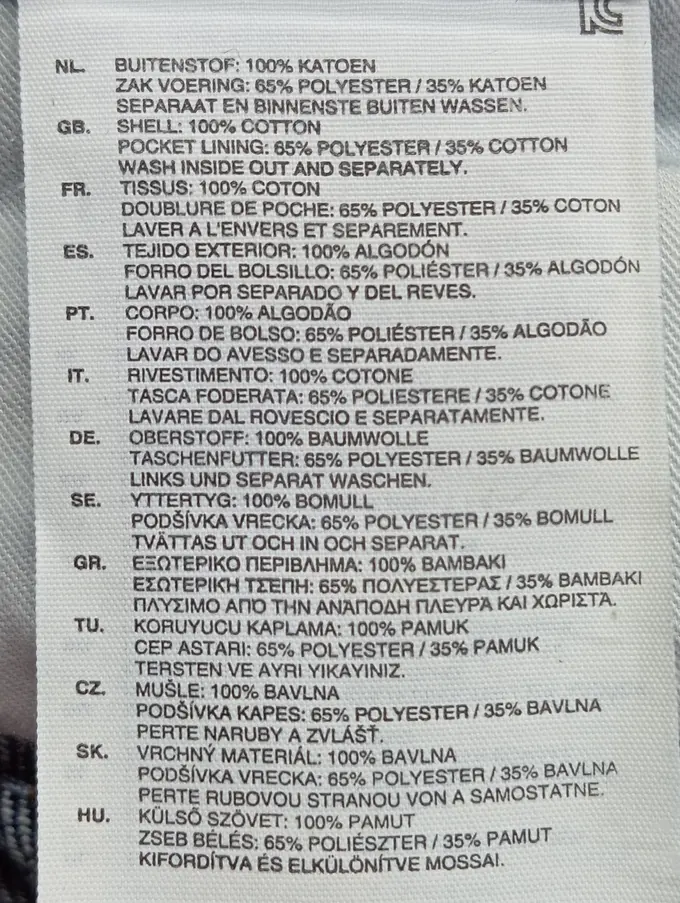 NL. BUITENSTOF: 100% KATOEN
ZAK VOERING: 65% POLYESTER / 35% KATOEN
SEPARAAT EN BINNENSTE BUITEN WASSEN.
GB. SHELL: 100% COTTON
POCKET LINING: 65% POLYESTER / 35% COTTON
WASH INSIDE OUT AND SEPARATELY.
FR. TISSUS: 100% COTON
DOUBLURE DE POCHE: 65% POLYESTER / 35% COTON
LAVER A L'ENVERS ET SEPAREMENT.
ES. TEJIDO EXTERIOR: 100% ALGODÓN
FORRO DEL BOLSILLO: 65% POLIÉSTER / 35% ALGODÓN
LAVAR POR SEPARADO Y DEL REVES.
PT. CORPO: 100% ALGODÃO
FORRO DE BOLSO: 65% POLIÉSTER / 35% ALGODÃO
LAVAR DO AVESSO E SEPARADAMENTE.
IT. RIVESTIMENTO: 100% COTONE
TASCA FODERATA: 65% POLIESTERE / 35% COTONE
LAVARE DAL ROVESCIO E SEPARATAMENTE.
DE. OBERSTOFF: 100% BAUMWOLLE
TASCHENFUTTER: 65% POLYESTER / 35% BAUMWOLLE
LINKS UND SEPARAT WASCHEN.
SE. YTTERTYG: 100% BOMULL
PODŠÍVKA VRECKA: 65% POLYESTER / 35% BOMULL
TVÄTTAS UT OCH IN OCH SEPARAT.
GR. ΕΞΩΤΕΡΙΚΟ ΠΕΡΙΒΛΗΜΑ: 100% ΒΑΜΒΑΚΙ
ΕΣΩΤΕΡΙΚΗ ΤΣΕΠΗ: 65% ΠΟΛΥΕΣΤΕΡΑΣ / 35% ΒΑΜΒΑΚΙ
ΠΛΥΣΙΜΟ ΑΠΌ ΤΗΝ ΑΝΆΠΟΔΗ ΠΛΕΥΡΆ ΚΑΙ ΧΩΡΙΣΤΆ.
TU. KORUYUCU KAPLAMA: 100% PAMUK
CEP ASTARI: 65% POLYESTER / 35% PAMUK
TERSTEN VE AYRI YIKAYINIZ.
CZ. MUŠLE: 100% BAVLNA
PODŠÍVKA KAPES: 65% POLYESTER / 35% BAVLNA
PERTE NARUBY A ZVLÁŠŤ.
SK. VRCHNÝ MATERIÁL: 100% BAVLNA
PODŠÍVKA VRECKA: 65% POLYESTER / 35% BAVLNA
PERTE RUBOVOU STRANOU VON A SAMOSTATNE.
HU. KÜLSŐ SZÖVET: 100% PAMUT
ZSEB BÉLÉS: 65% POLIÉSZTER / 35% PAMUT
KIFORDÍTVA ÉS ELKÜLÖNÍTVE MOSSAI.